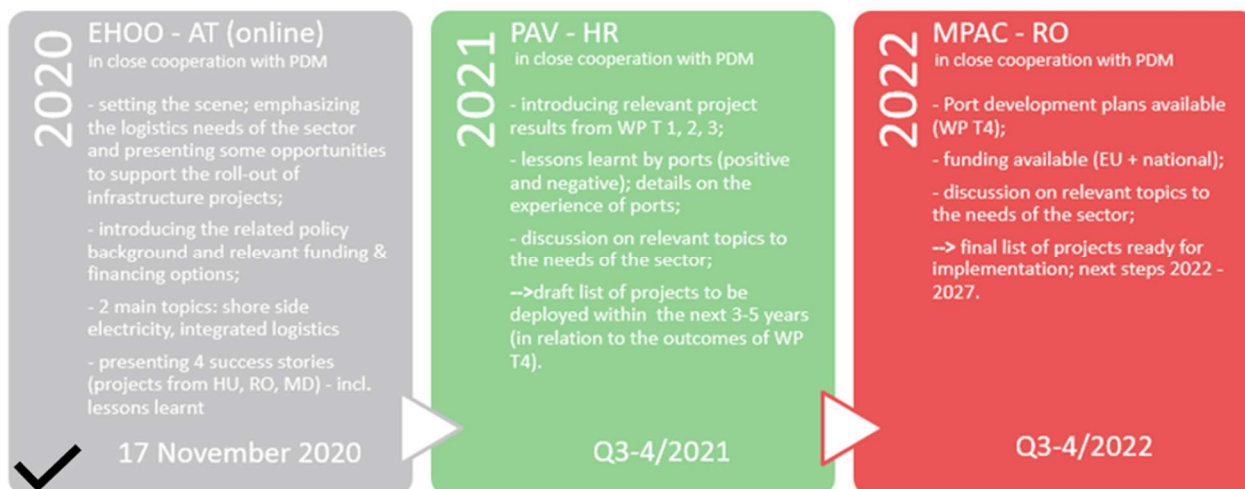 2020
EHOO - AT (online)
in close cooperation with PDM
- setting the scene; emphasizing
the logistics needs of the sector
and presenting some opportunities
to support the roll-out of
infrastructure projects;
- introducing the related policy
background and relevant funding &
financing options;
- 2 main topics: shore side
electricity, integrated logistics
- presenting 4 success stories
(projects from HU, RO, MD) - incl.
lessons learnt
17 November 2020
2021
PAV - HR
in close cooperation with PDM
- introducing relevant project
results from WP T 1, 2, 3;
- lessons learnt by ports (positive
and negative); details on the
experience of ports;
- discussion on relevant topics to
the needs of the sector;
-->draft list of projects to be
deployed within the next 3-5 years
(in relation to the outcomes of WP
T4).
Q3-4/2021
2022
MPAC - RO
in close cooperation with PDM
- Port development plans available
(WP T4);
- funding available (EU + national);
- discussion on relevant topics to
the needs of the sector;
--> final list of projects ready for
implementation; next steps 2022 -
2027.
Q3-4/2022